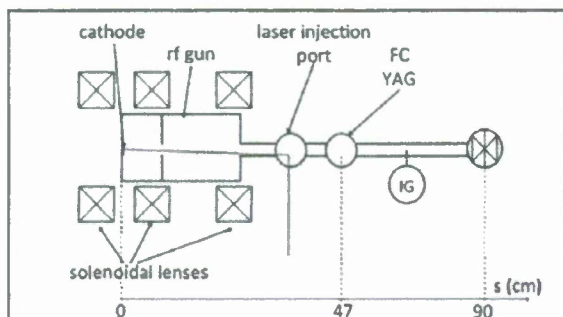 cathode
rf gun
laser injection
port
FC
YAG
IG
solenoidal lenses
s (cm)
0
47
90